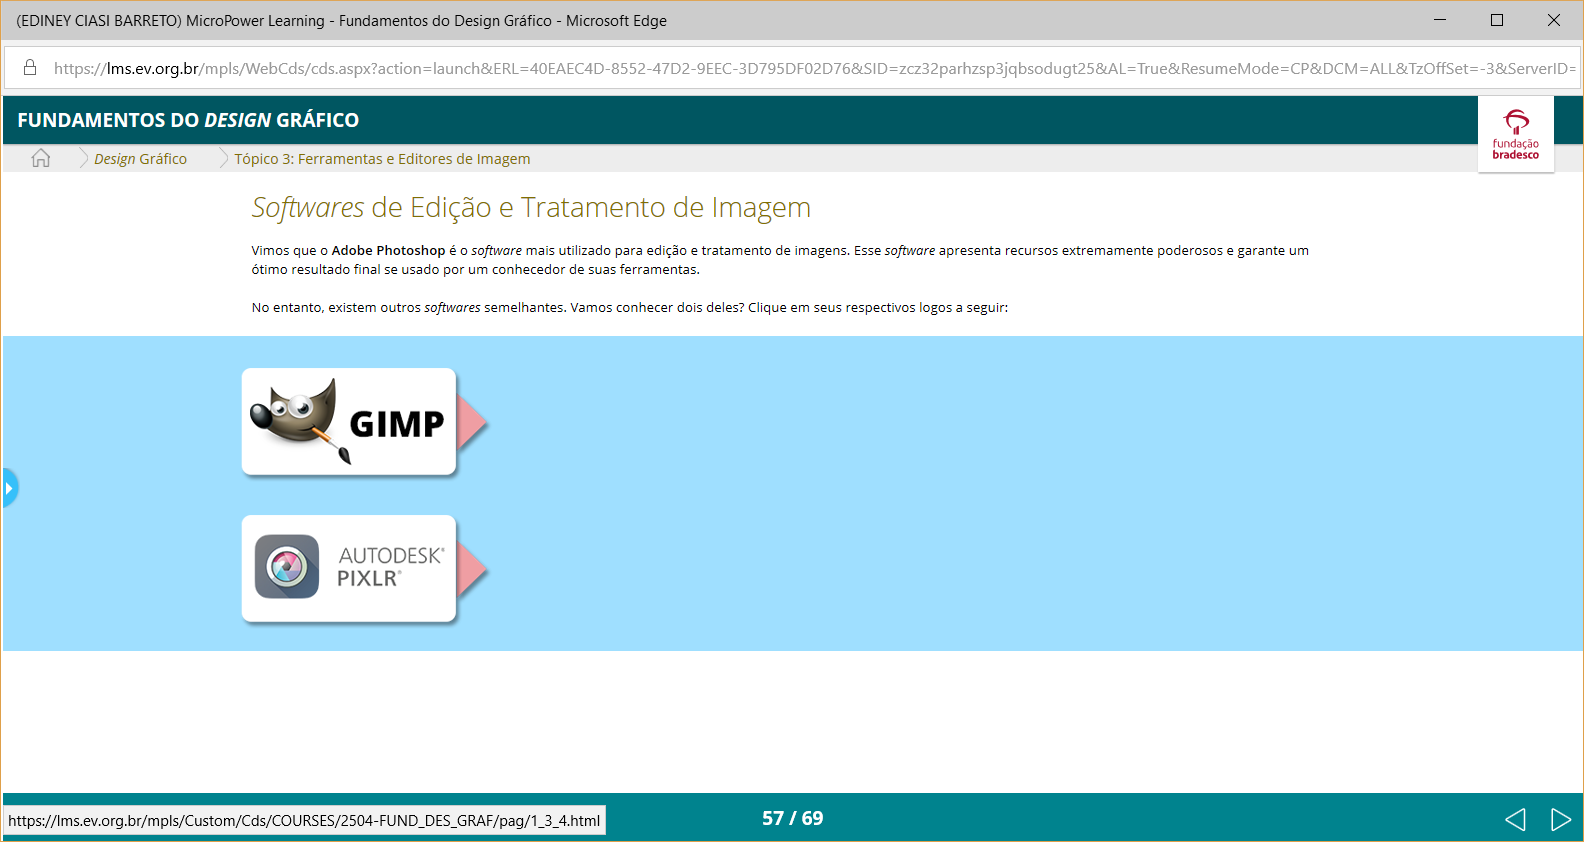 (EDINEY CIASI BARRETO) MicroPower Learning - Fundamentos do Design Gráfico - Microsoft Edge
https://lms.ev.org.br/mpls/WebCds/cds.aspx?action=launch&ERL=40EAEC4D-8552-47D2-9EEC-3D795DF02D76&SID=zcz32parhzsp3jqbsodugt25&AL=True&ResumeMode=CP&DCM=ALL&TzOffSet=-3&ServerID=
FUNDAMENTOS DO DESIGN GRÁFICO
fundação
bradesco
Design Gráfico
Tópico 3: Ferramentas e Editores de Imagem
Softwares de Edição e Tratamento de Imagem
Vimos que o Adobe Photoshop é o software mais utilizado para edição e tratamento de imagens. Esse software apresenta recursos extremamente poderosos e garante um
ótimo resultado final se usado por um conhecedor de suas ferramentas.
No entanto, existem outros softwares semelhantes. Vamos conhecer dois deles? Clique em seus respectivos logos a seguir:
GIMP
AUTODESK®
PIXLR®
https://lms.ev.org.br/mpls/Custom/Cds/COURSES/2504-FUND_DES_GRAF/pag/1_3_4.html
57 / 69